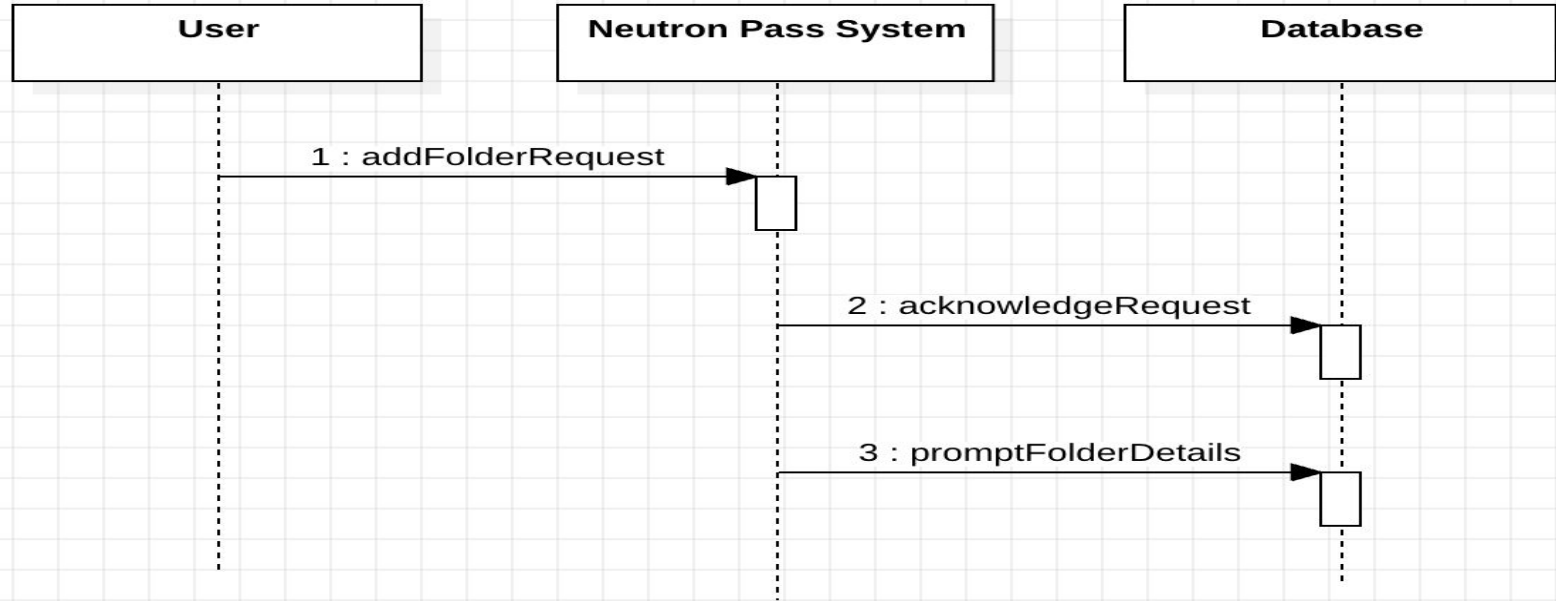 User
Neutron Pass System
Database
1 : addFolderRequest
2 : acknowledgeRequest
3 : promptFolderDetails